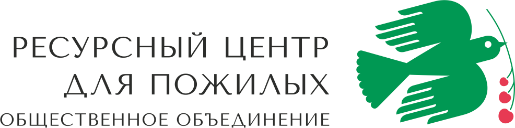 РЕСУРСНЫЙ ЦЕНТР
ДЛЯ ПОЖИЛЫХ
ОБЩЕСТВЕННОЕ ОБЪЕДИНЕНИЕ